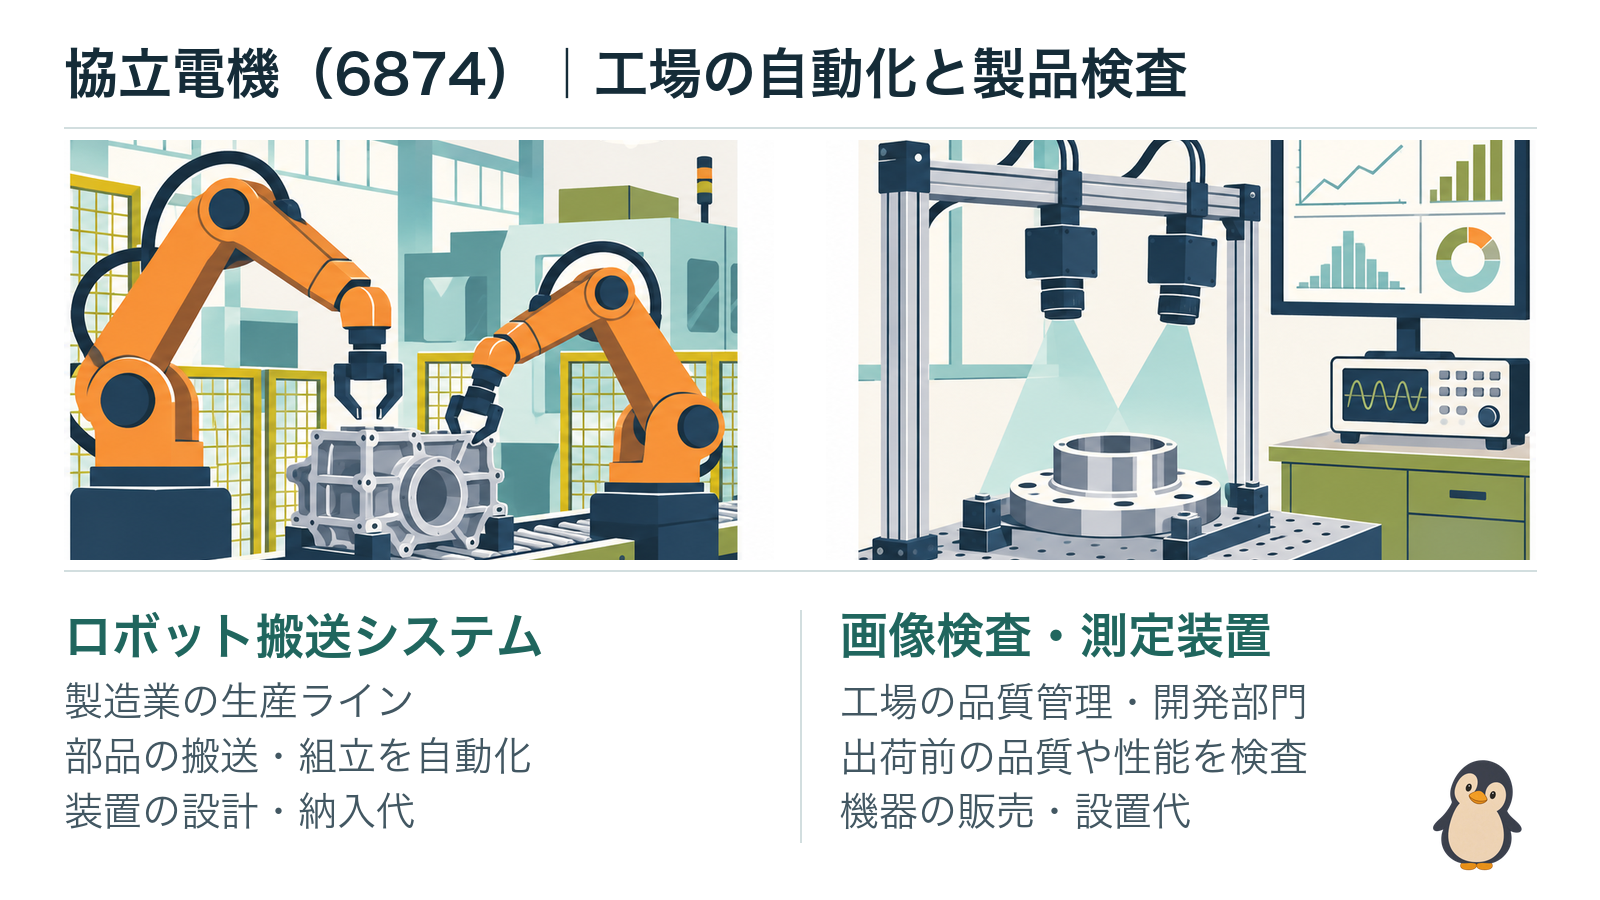 協立電機（6874）｜工場の自動化と製品検査
ロボット搬送システム
製造業の生産ライン
部品の搬送・組立を自動化
装置の設計・納入代
画像検査・測定装置
工場の品質管理・開発部門
出荷前の品質や性能を検査
機器の販売・設置代